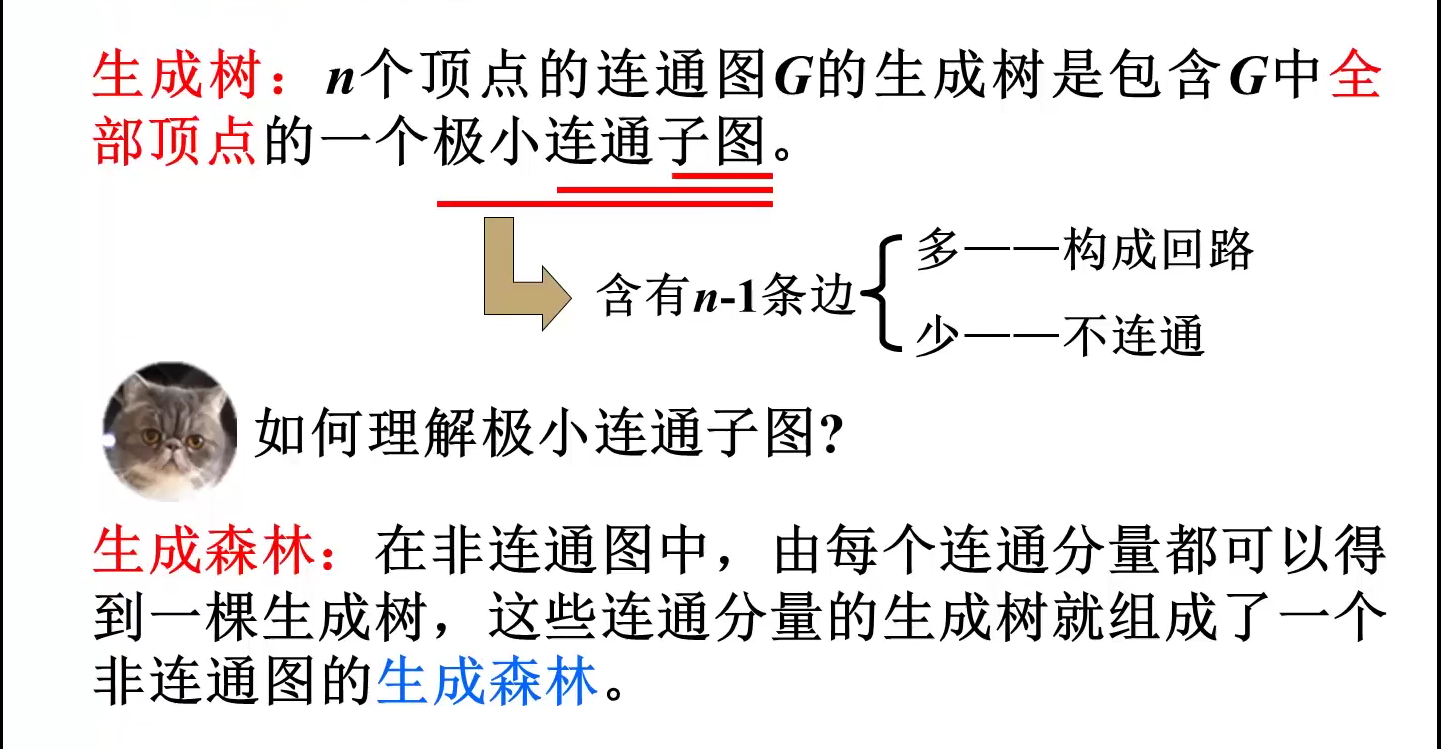 生成树：n个顶点的连通图G的生成树是包含G中全
部顶点的一个极小连通子图。
多——构成回路
含有n-1条边
少——不连通
如何理解极小连通子图?
生成森林：在非连通图中，由每个连通分量都可以得
到一棵生成树，这些连通分量的生成树就组成了一个
非连通图的生成森林。